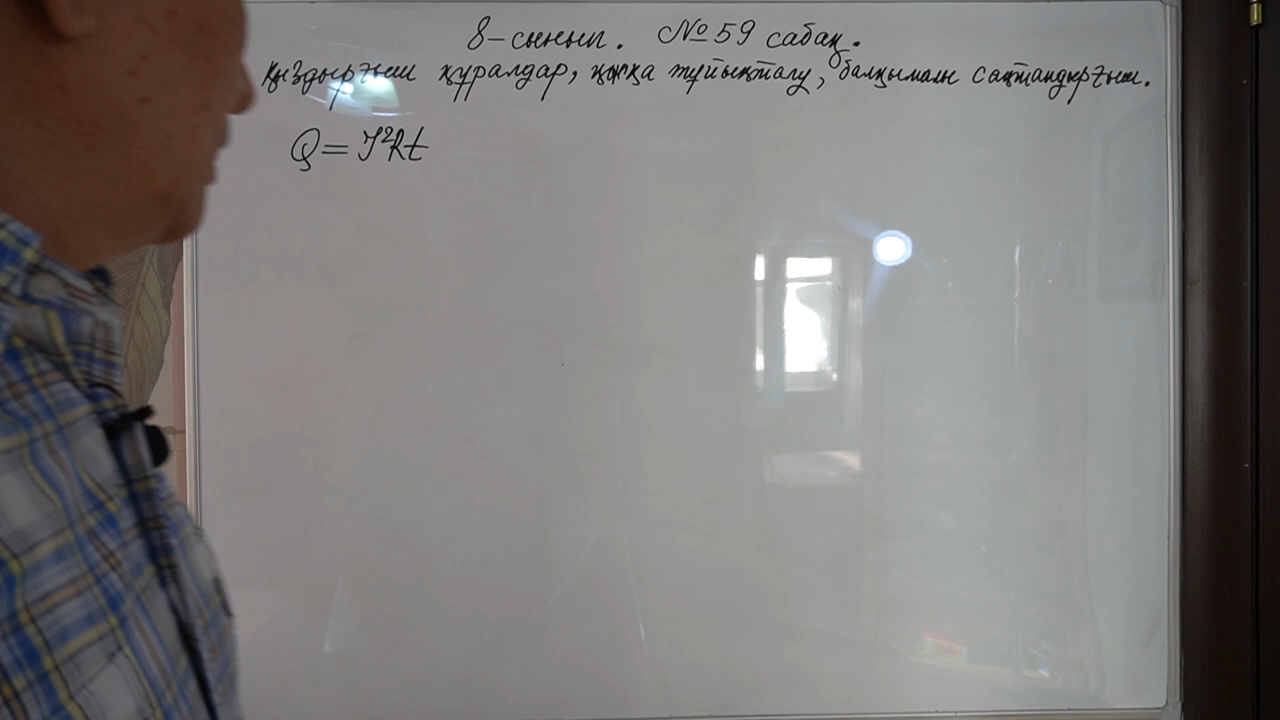 8-сынып. № 59 сабақ.
Қыздырғыш құралдар, қысқа тұйықталу, балқымалы сақтандырғыш.
Q = I²Rt